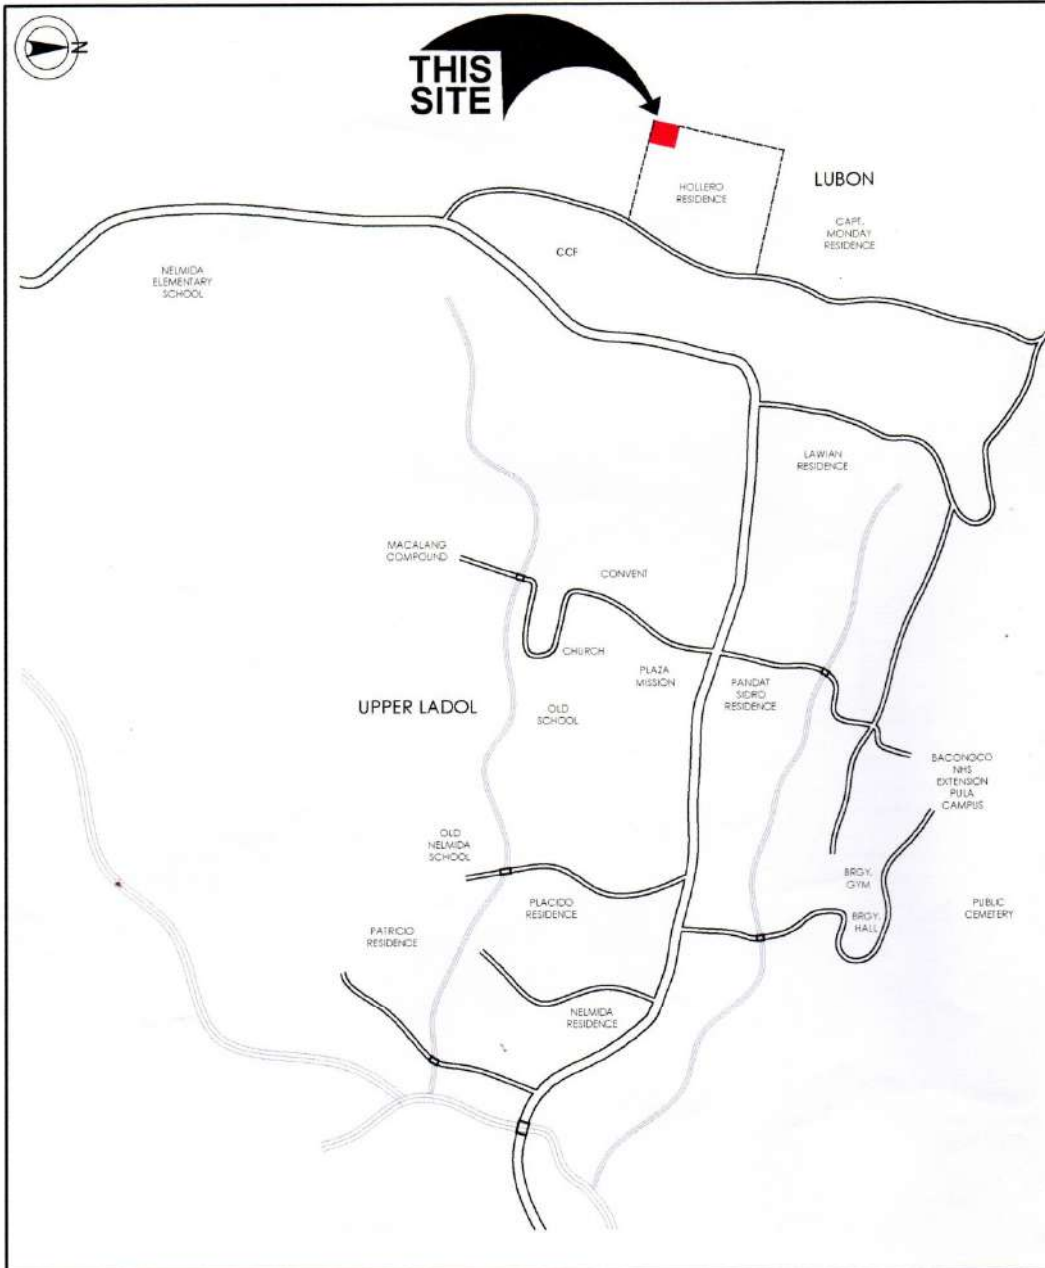 N
THIS
SITE
LUBON
HOLLERO
RESIDENCE
CAPT.
MONDAY
RESIDENCE
CCF
NELMIDA
ELEMENTARY
SCHOOL
LAWIAN
RESIDENCE
MACALANG
COMPOUND
CONVENT
CHURCH
PLAZA
MISSION
PANDAT
SIDRO
RESIDENCE
UPPER LADOL
OLD
SCHOOL
BACONGCO
NHS
EXTENSION
PULA
CAMPUS
OLD
NELMIDA
SCHOOL
BRGY.
GYM
PLACIDO
RESIDENCE
BRGY.
HALL
PUBLIC
CEMETERY
PATRCIO
RESIDENCE
NELMIDA
RESIDENCE